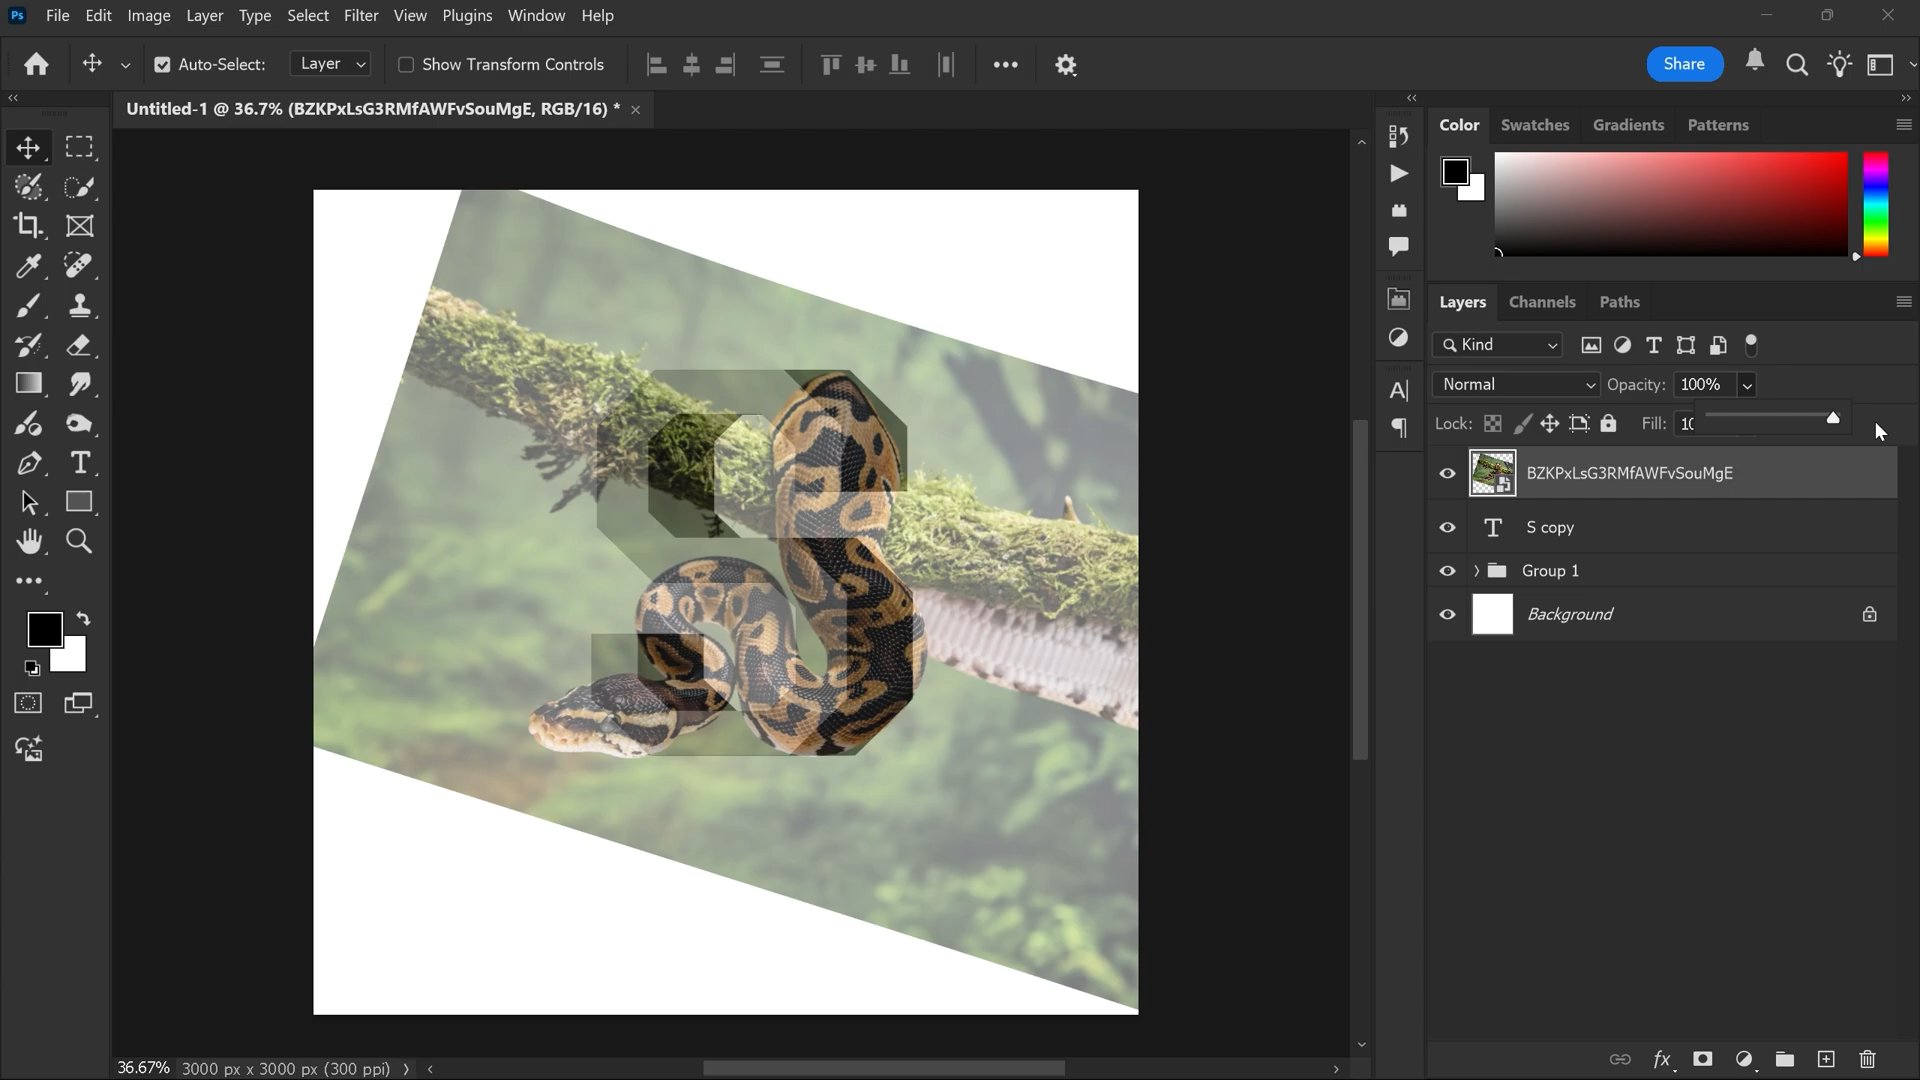 Ps File Edit Image Layer Type Select Filter View Plugins Window Help
Auto-Select: Layer Show Transform Controls Share
Untitled-1 @ 36.7% (BZKPxLsG3RMfAWFvSouMgE, RGB/16) *
Color Swatches Gradients Patterns
Layers Channels Paths
Kind
Normal Opacity: 100%
Lock: Fill: 10
BZKPxLsG3RMfAWFvSouMgE
S copy
Group 1
Background
36.67% 3000 px x 3000 px (300 ppi)